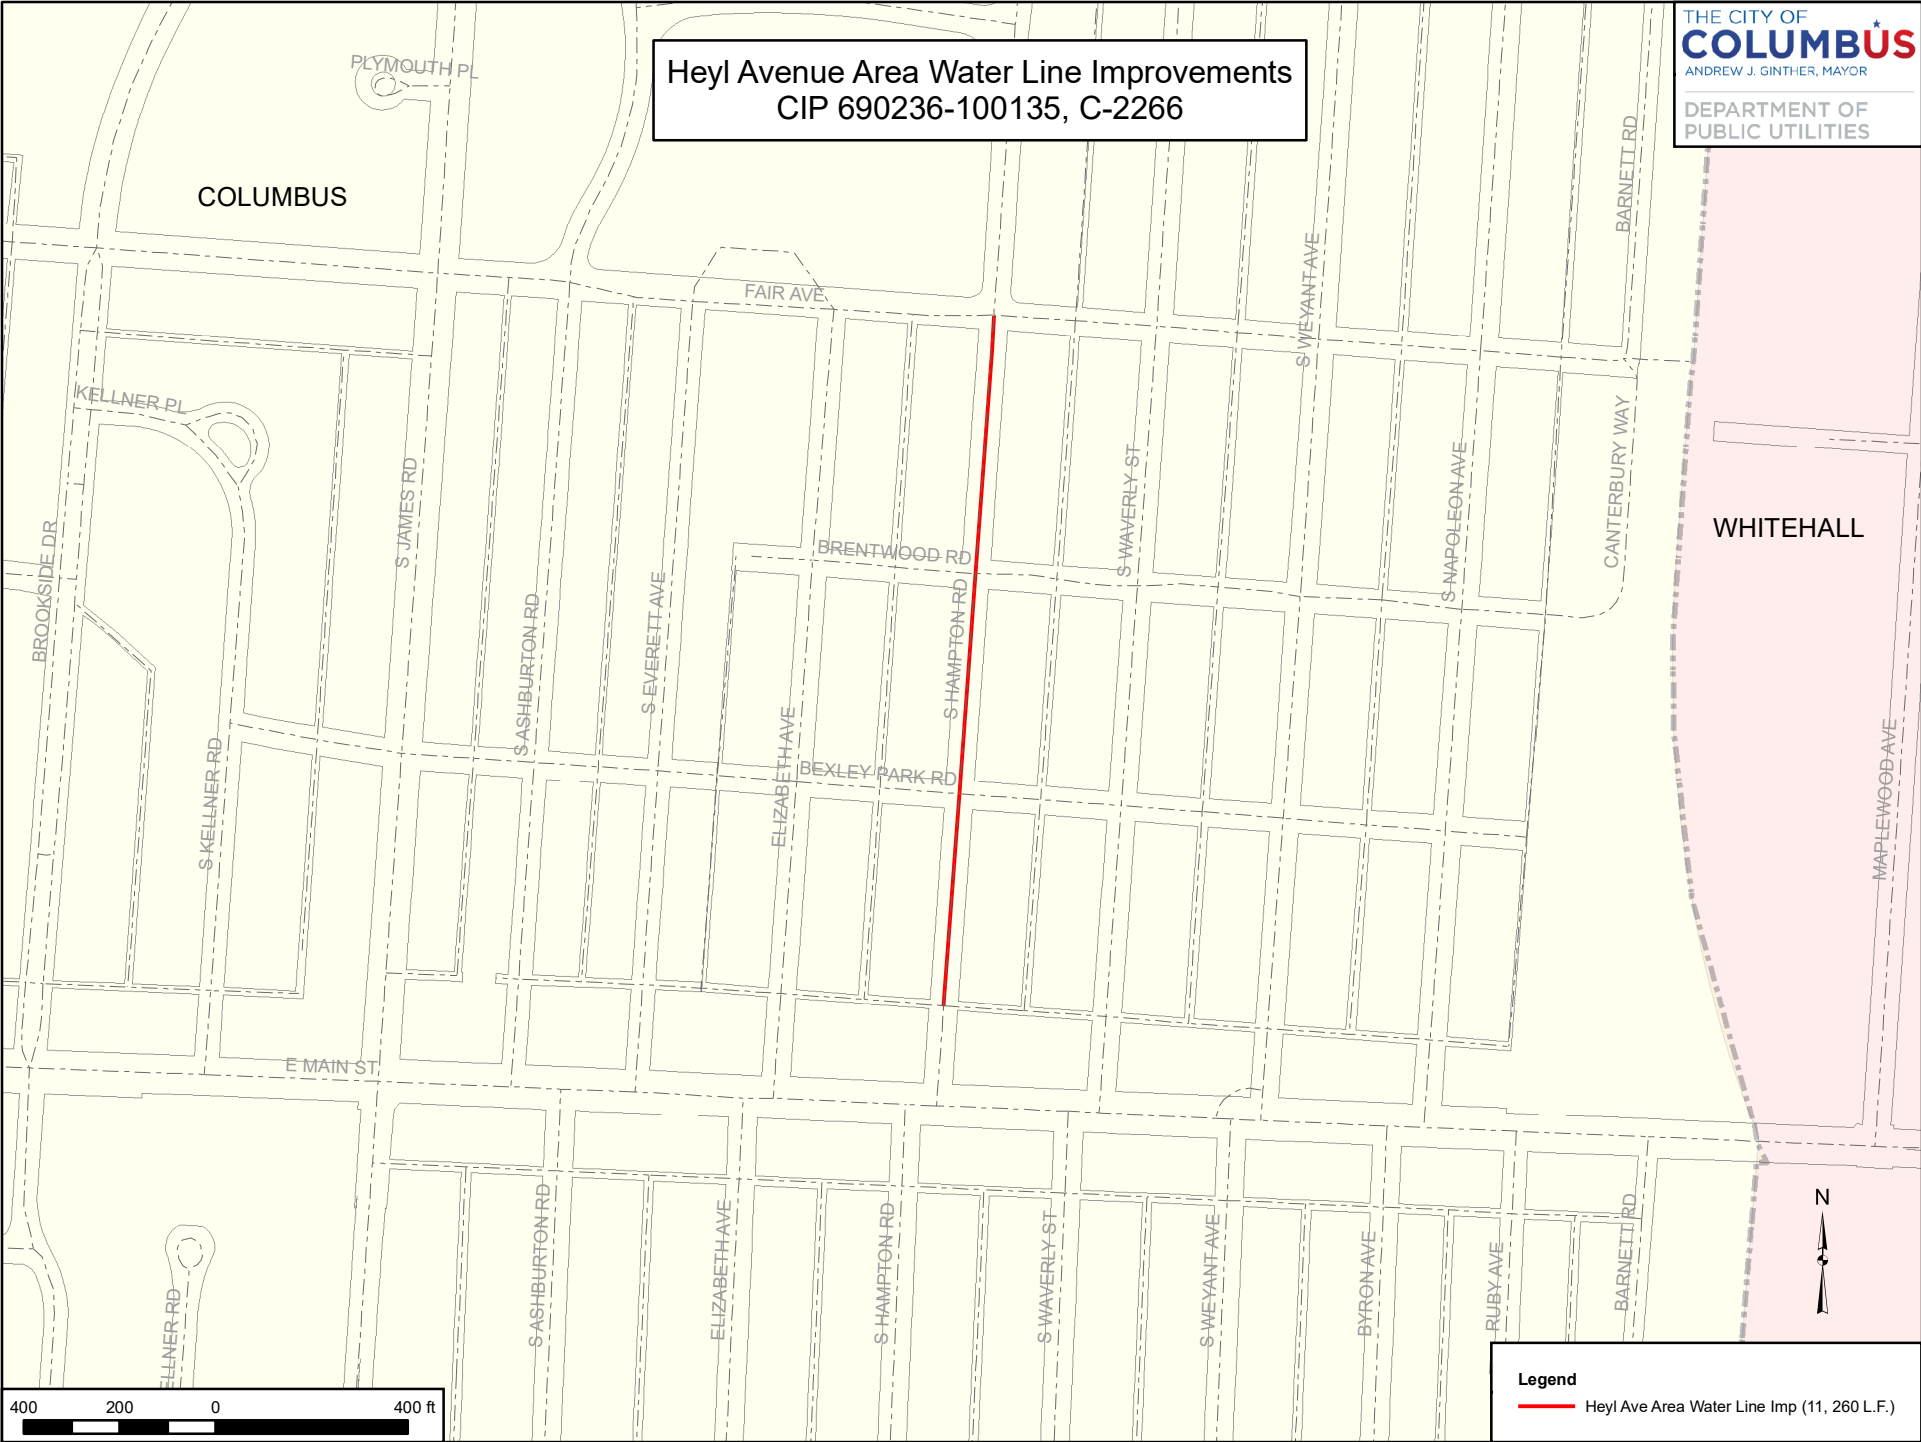 THE CITY OF
COLUMBUS
ANDREW J. GINTHER, MAYOR
DEPARTMENT OF
PUBLIC UTILITIES
Heyl Avenue Area Water Line Improvements
CIP 690236-100135, C-2266
PLYMOUTH PL
COLUMBUS
BARNETT RD
FAIR AVE
S WEYANT AVE
KELLNER PL
S JAMES RD
S WAVERLY ST
S NAPOLEON AVE
CANTERBURY WAY
WHITEHALL
BROOKSIDE DR
BRENTWOOD RD
S ASHBURTON RD
S EVERETT AVE
S HAMPTON RD
S KELLNER RD
ELIZABETH AVE
BEXLEY PARK RD
MAPLEWOOD AVE
E MAIN ST
N
ELLNER RD
S ASHBURTON RD
ELIZABETH AVE
S HAMPTON RD
S WAVERLY ST
S WEYANT AVE
BYRON AVE
RUBY AVE
BARNETT RD
400 200 0 400 ft
Legend
Heyl Ave Area Water Line Imp (11, 260 L.F.)